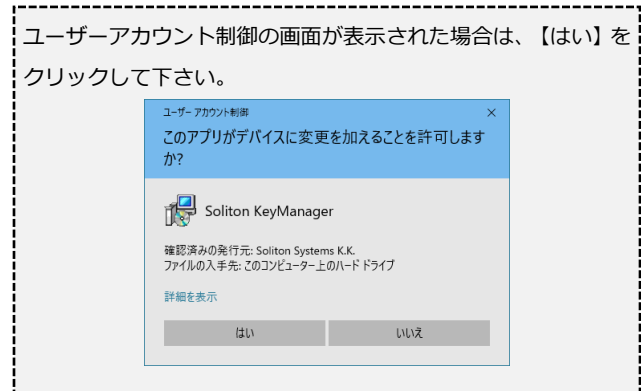 ユーザーアカウント制御の画面が表示された場合は、【はい】を
クリックして下さい。
ユーザー アカウント制御
×
このアプリがデバイスに変更を加えることを許可します
か?
Soliton KeyManager
確認済みの発行元: Soliton Systems K.K.
ファイルの入手先: このコンピューター上のハード ドライブ
詳細を表示
はい
いいえ